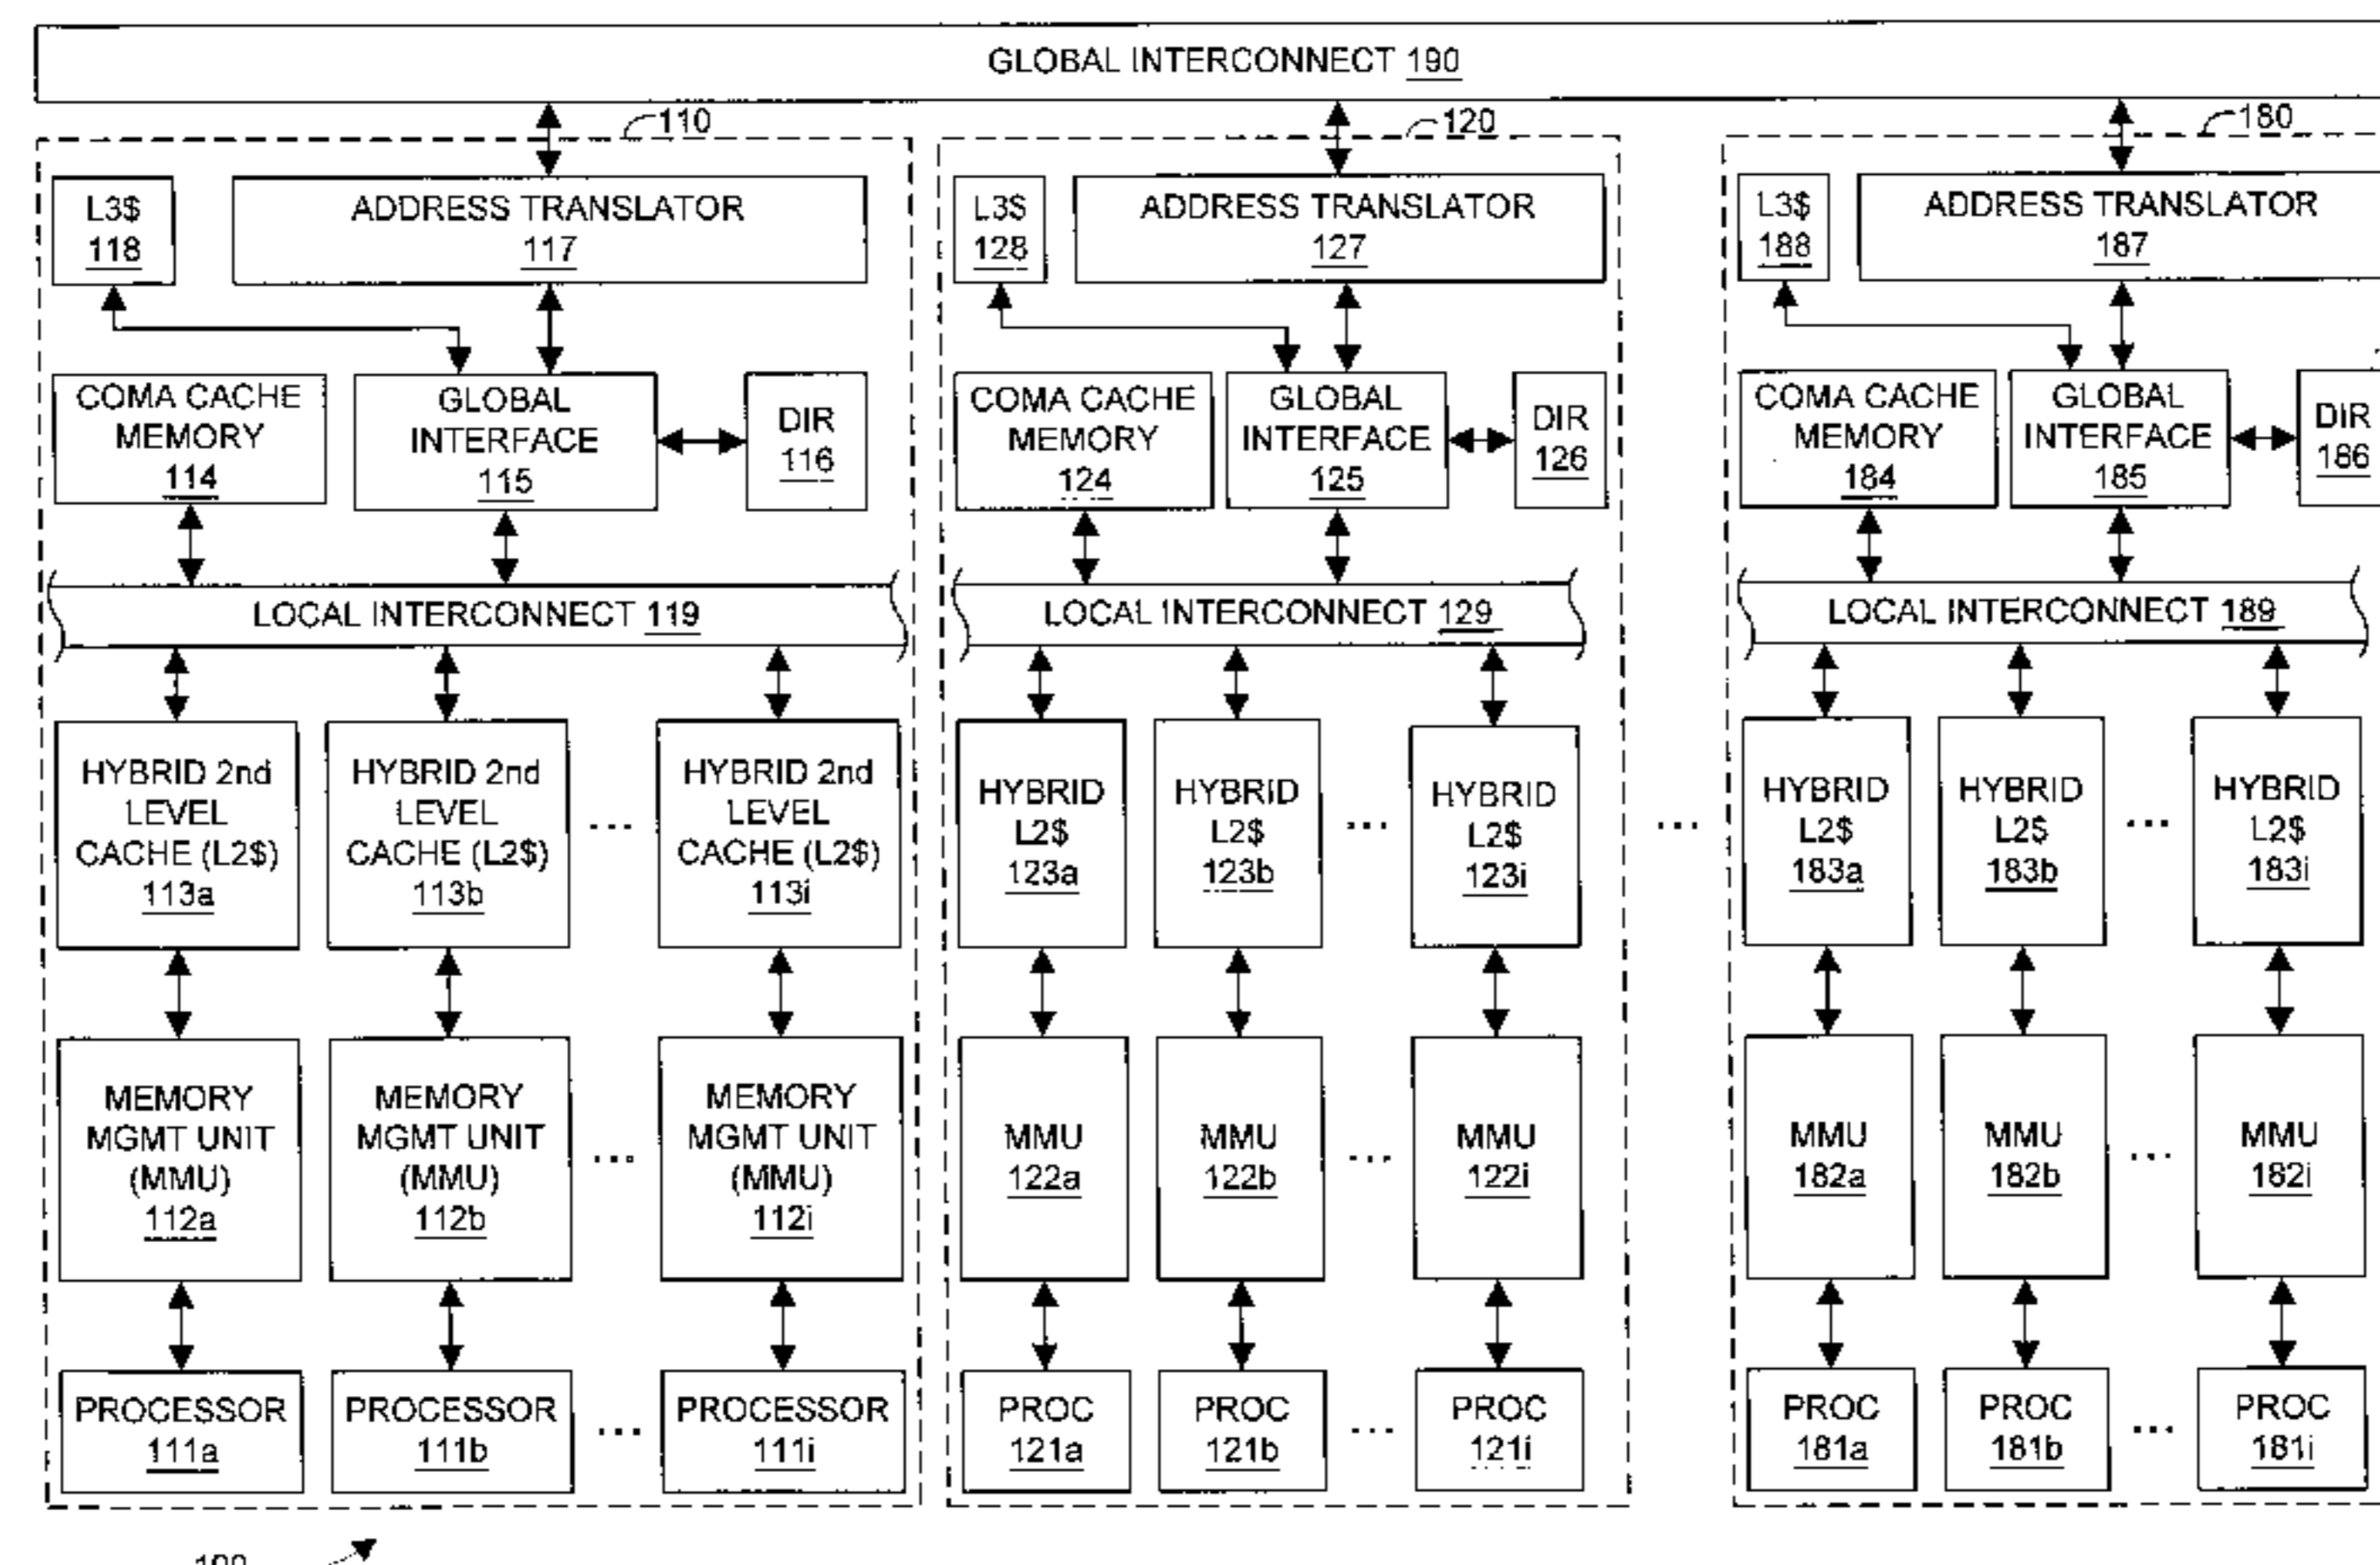 GLOBAL INTERCONNECT 190
110
120
180
L3$
118
ADDRESS TRANSLATOR
117
L3$
128
ADDRESS TRANSLATOR
127
L3$
188
ADDRESS TRANSLATOR
187
COMA CACHE
MEMORY
114
GLOBAL
INTERFACE
115
DIR
116
COMA CACHE
MEMORY
124
GLOBAL
INTERFACE
125
DIR
126
COMA CACHE
MEMORY
184
GLOBAL
INTERFACE
185
DIR
186
LOCAL INTERCONNECT 119
LOCAL INTERCONNECT 129
LOCAL INTERCONNECT 189
HYBRID 2nd
LEVEL
CACHE (L2$)
113a
HYBRID 2nd
LEVEL
CACHE (L2$)
113b
...
HYBRID 2nd
LEVEL
CACHE (L2$)
113i
HYBRID
L2$
123a
HYBRID
L2$
123b
...
HYBRID
L2$
123i
...
HYBRID
L2$
183a
HYBRID
L2$
183b
...
HYBRID
L2$
183i
MEMORY
MGMT UNIT
(MMU)
112a
MEMORY
MGMT UNIT
(MMU)
112b
...
MEMORY
MGMT UNIT
(MMU)
112i
MMU
122a
MMU
122b
...
MMU
122i
MMU
182a
MMU
182b
...
MMU
182i
PROCESSOR
111a
PROCESSOR
111b
...
PROCESSOR
111i
PROC
121a
PROC
121b
...
PROC
121i
PROC
181a
PROC
181b
...
PROC
181i